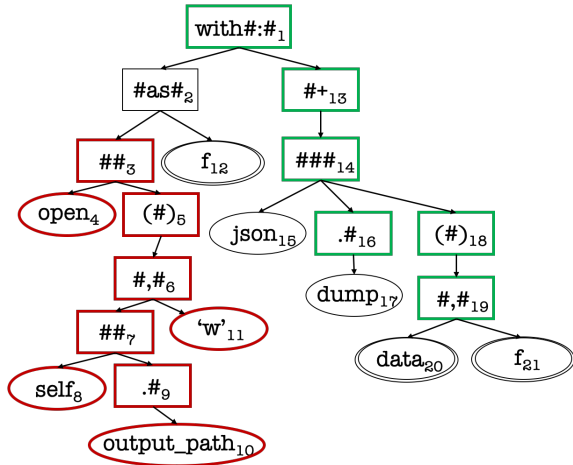 with#:#1
#as#2 #+13
##3 f12 ###14
open4 (#)5 json15 .#16 (#)18
#,#6 dump17 #,#19
##7 ‘w’11 data20 f21
self8 .#9
output_path10